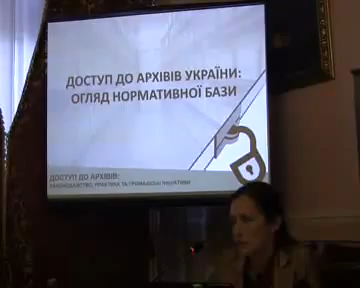 ДОСТУП ДО АРХІВІВ УКРАЇНИ:
ОГЛЯД НОРМАТИВНОЇ БАЗИ
ДОСТУП ДО АРХІВІВ:
ЗАКОНОДАВСТВО, ПРАКТИКА ТА ГРОМАДСЬКІ ІНІЦІАТИВИ